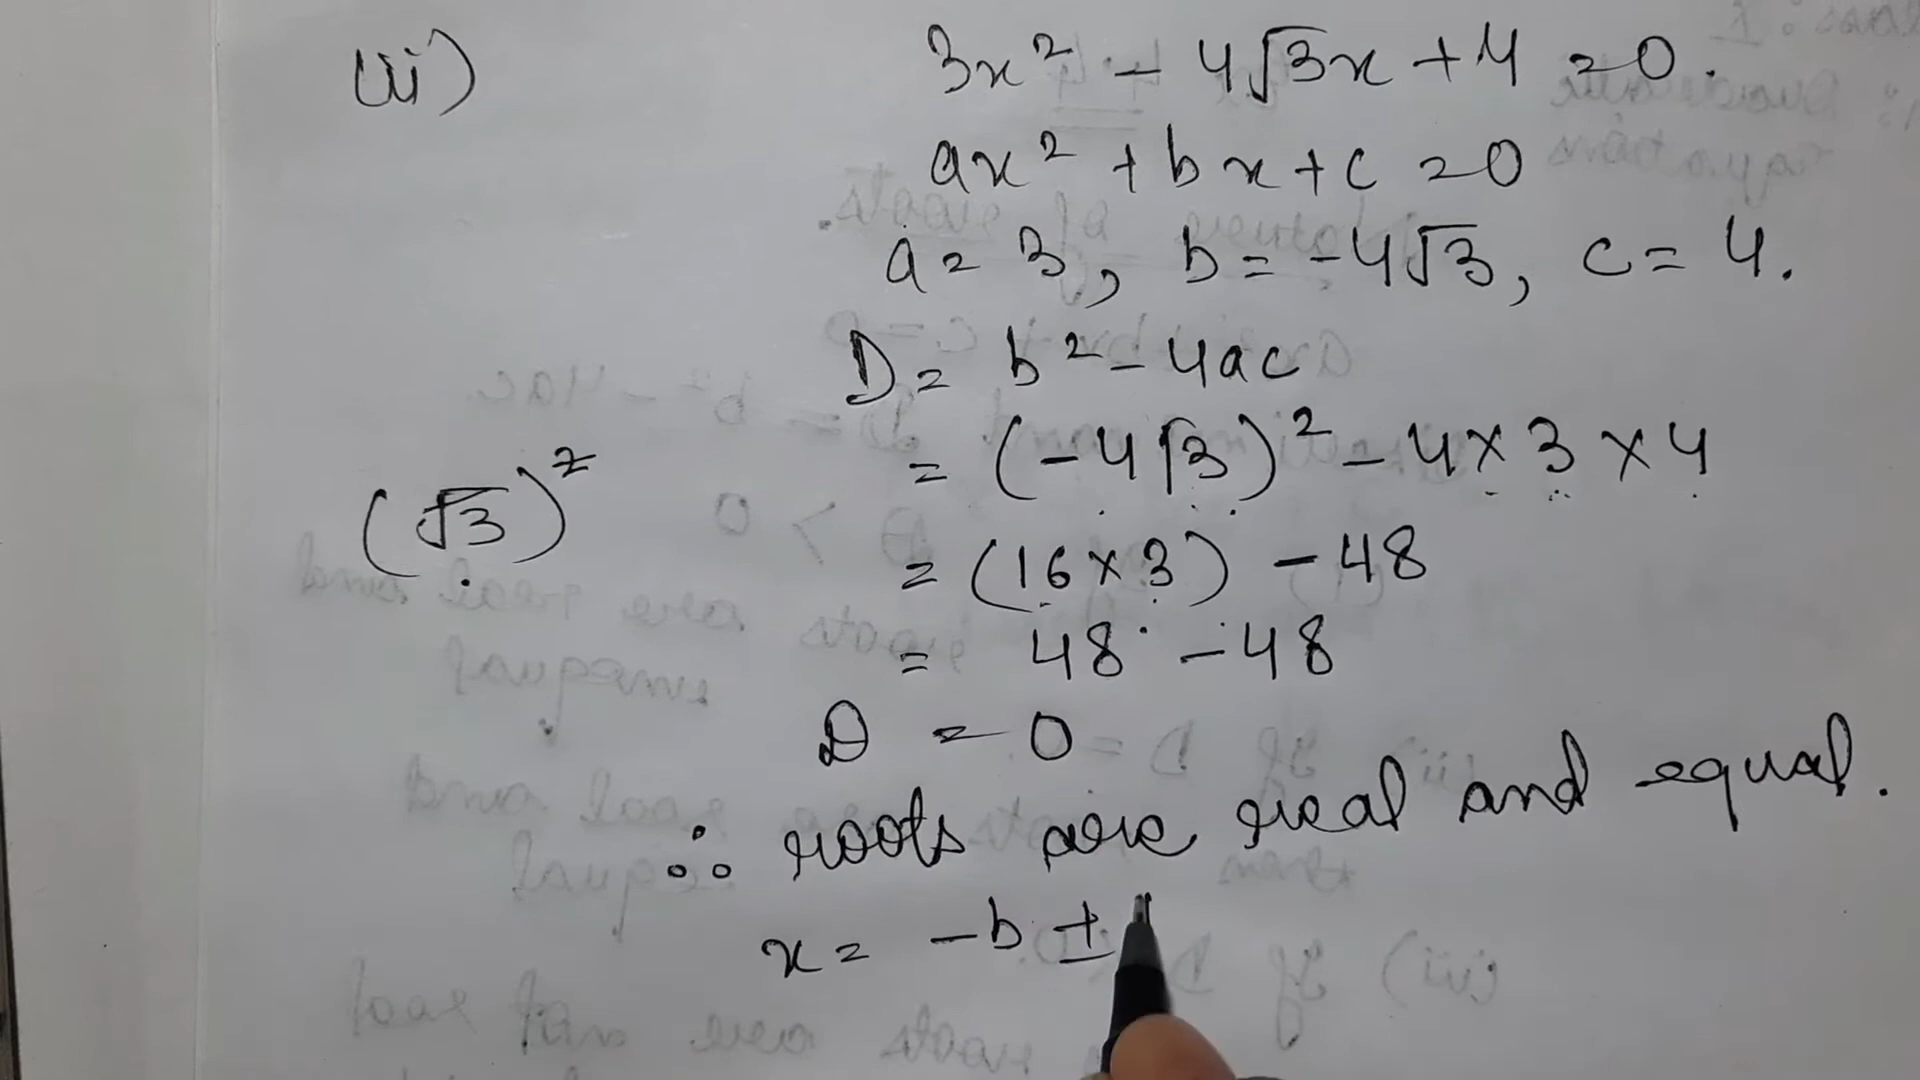 (ii) 3x² - 4√3x + 4 = 0.
ax² + bx + c = 0
a = 3, b = -4√3, c = 4.
D = b² - 4ac
= (-4√3)² - 4 × 3 × 4
(√3)²
= (16 × 3) - 48
= 48 - 48
D = 0
∴ roots are real and equal.
x = -b ±